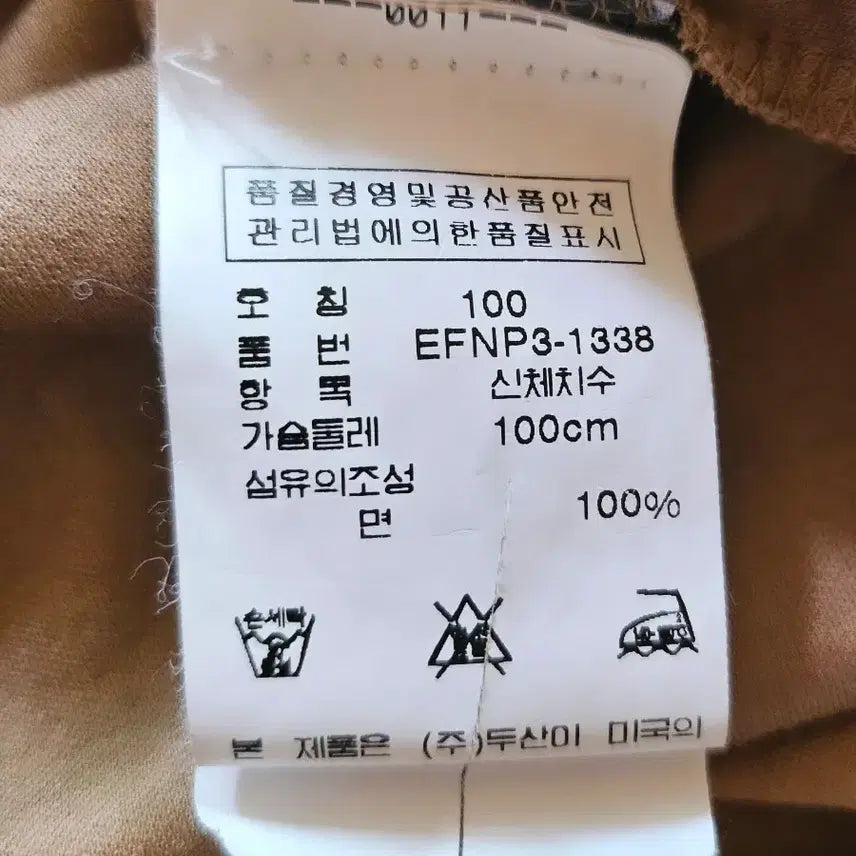 ---0011---
품질경영및공산품안전
관리법에의한품질표시
호 칭 100
품 번 EFNP3-1338
항 목 신체치수
가슴둘레 100cm
섬유의조성
면 100%
손세탁
본 제품은 (주)두산이 미국의